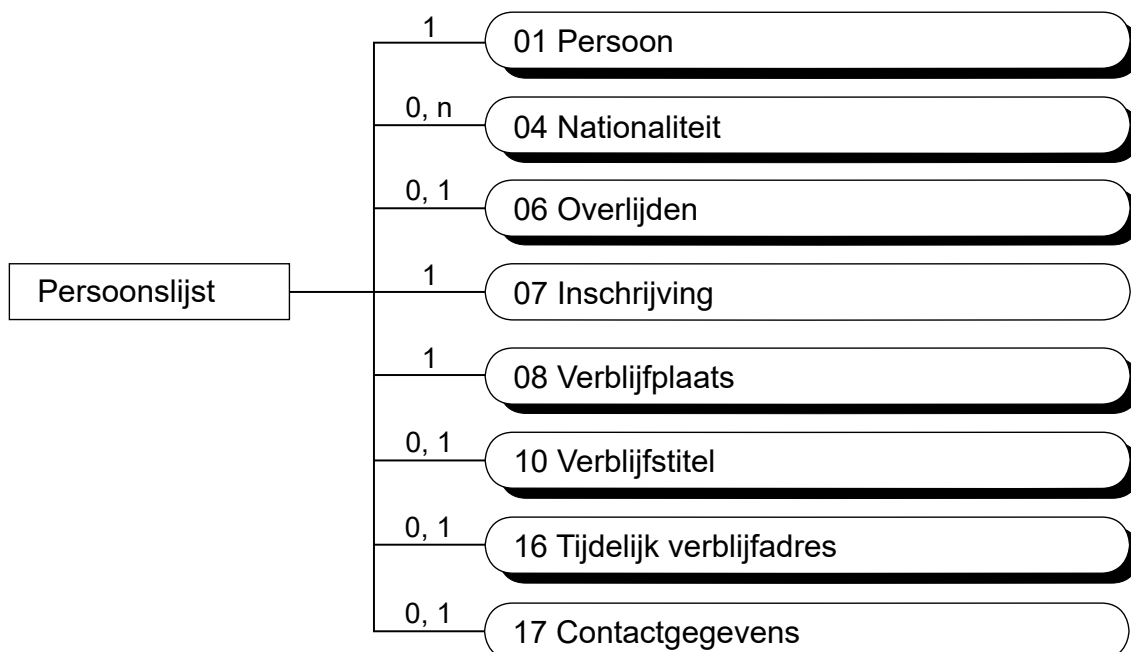 1
01 Persoon
0, n
04 Nationaliteit
0, 1
06 Overlijden
Persoonslijst
1
07 Inschrijving
1
08 Verblijfplaats
0, 1
10 Verblijfstitel
0, 1
16 Tijdelijk verblijfadres
0, 1
17 Contactgegevens